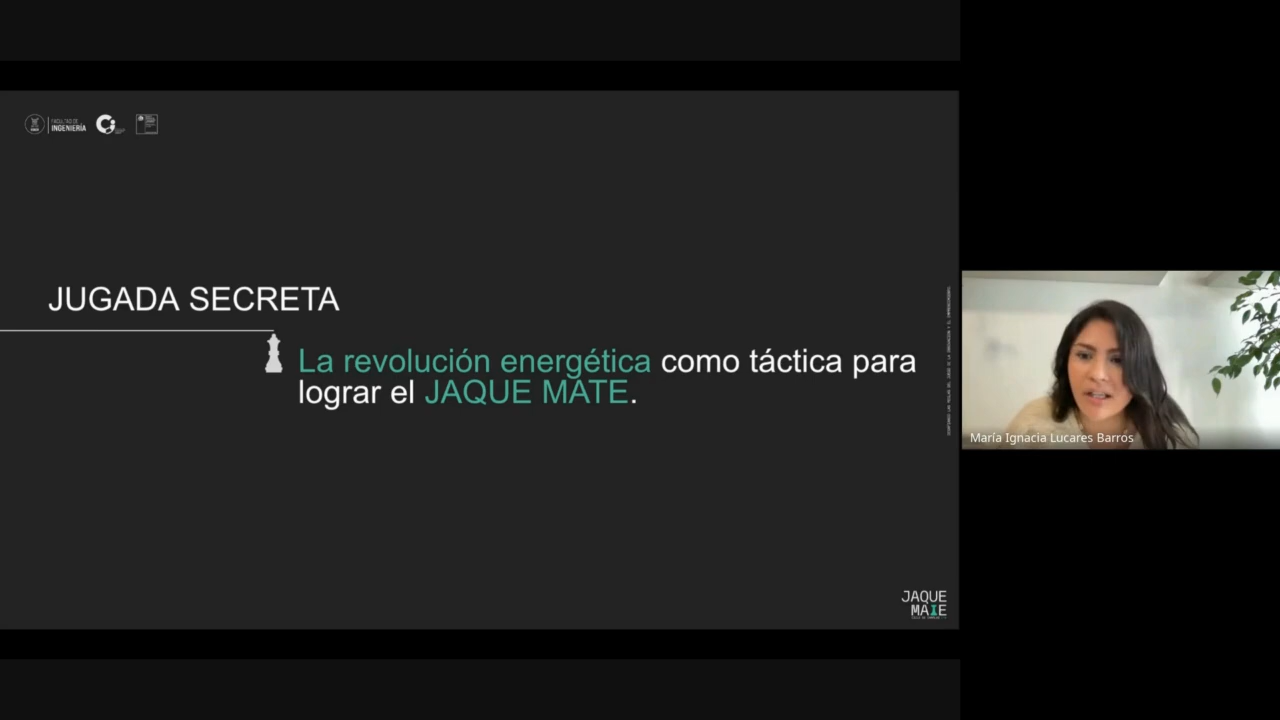 FACULTAD DE
INGENIERÍA
JUGADA SECRETA
La revolución energética como táctica para
lograr el JAQUE MATE.
María Ignacia Lucares Barros
JAQUE
MATE